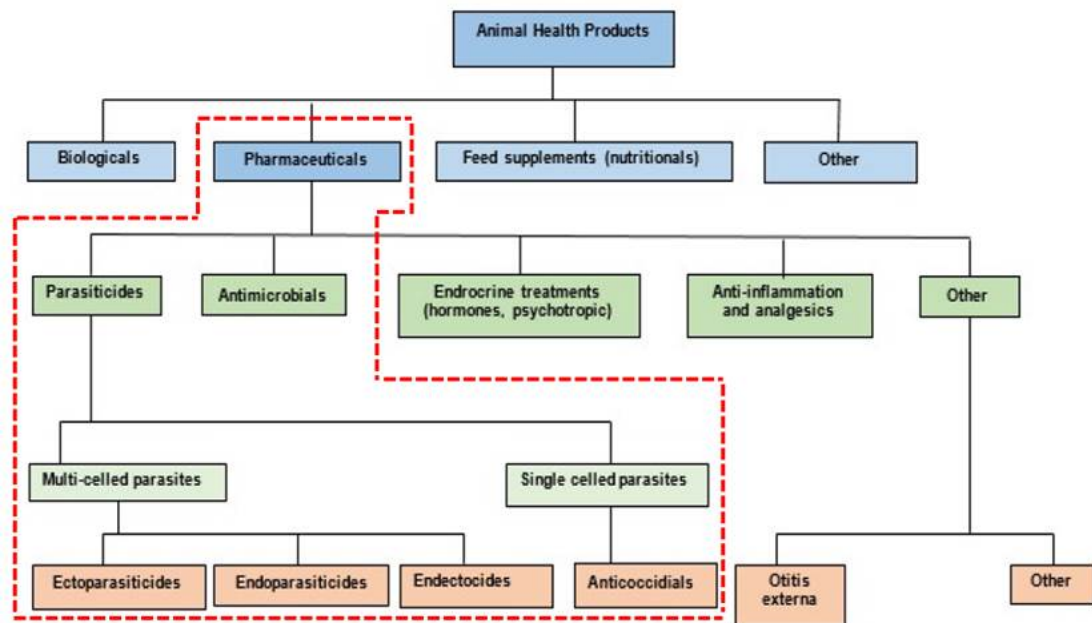 Animal Health Products
Biologicals
Pharmaceuticals
Feed supplements (nutritionals)
Other
Parasiticides
Antimicrobials
Endrocrine treatments
(hormones, psychotropic)
Anti-inflammation
and analgesics
Other
Multi-celled parasites
Single celled parasites
Ectoparasiticides
Endoparasiticides
Endectocides
Anticoccidials
Otitis
externa
Other